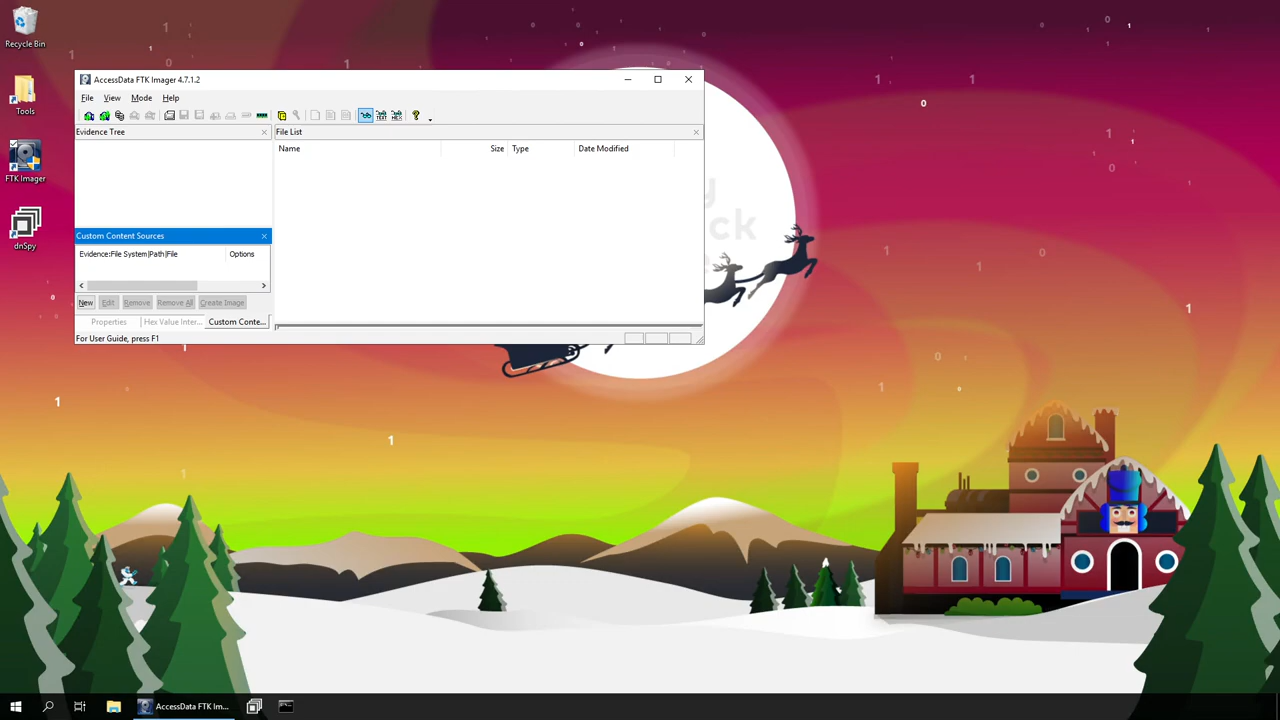 Recycle Bin
Tools
FTK Imager
dnSpy
AccessData FTK Imager 4.7.1.2
File View Mode Help
Evidence Tree
File List
Name Size Type Date Modified
Custom Content Sources
Evidence:File System|Path|File Options
New Edit Remove Remove All Create Image
Properties Hex Value Inter... Custom Conte...
For User Guide, press F1
AccessData FTK Im...